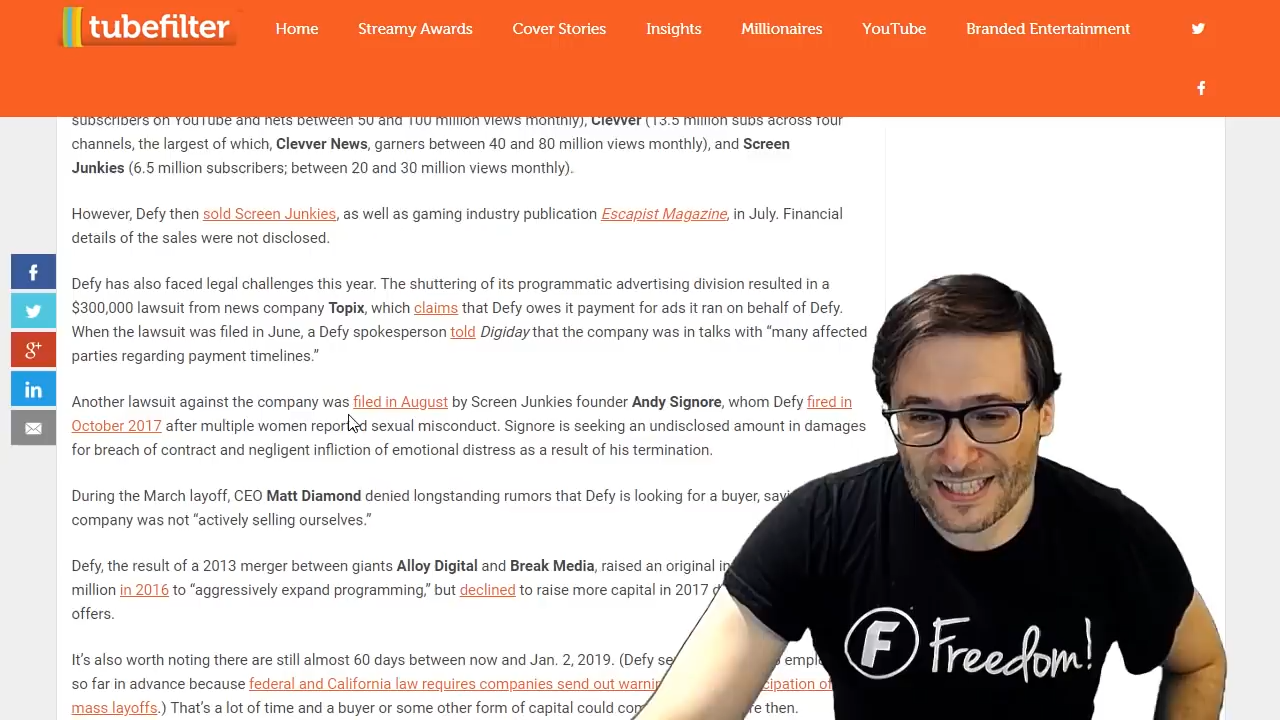 tubefilter
Home Streamy Awards Cover Stories Insights Millionaires YouTube Branded Entertainment
subscribers on YouTube and nets between 50 and 100 million views monthly), Clevver (13.5 million subs across four
channels, the largest of which, Clevver News, garners between 40 and 80 million views monthly), and Screen
Junkies (6.5 million subscribers; between 20 and 30 million views monthly).
However, Defy then sold Screen Junkies, as well as gaming industry publication Escapist Magazine, in July. Financial
details of the sales were not disclosed.
Defy has also faced legal challenges this year. The shuttering of its programmatic advertising division resulted in a
$300,000 lawsuit from news company Topix, which claims that Defy owes it payment for ads it ran on behalf of Defy.
When the lawsuit was filed in June, a Defy spokesperson told Digiday that the company was in talks with “many affected
parties regarding payment timelines.”
Another lawsuit against the company was filed in August by Screen Junkies founder Andy Signore, whom Defy fired in
October 2017 after multiple women reported sexual misconduct. Signore is seeking an undisclosed amount in damages
for breach of contract and negligent infliction of emotional distress as a result of his termination.
During the March layoff, CEO Matt Diamond denied longstanding rumors that Defy is looking for a buyer,
company was not “actively selling ourselves.”
Defy, the result of a 2013 merger between giants Alloy Digital and Break Media, raised an original
million in 2016 to “aggressively expand programming,” but declined to raise more capital in 2017
offers.
It’s also worth noting there are still almost 60 days between now and Jan. 2, 2019. (Defy
so far in advance because federal and California law requires companies send out of
mass layoffs.) That’s a lot of time and a buyer or some other form of capital could then.
F Freedom!